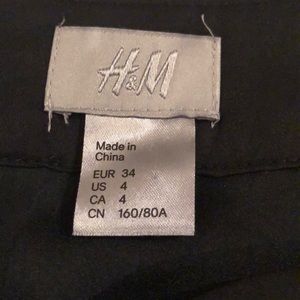 H&M
Made in
China
EUR 34
US 4
CA 4
CN 160/80A